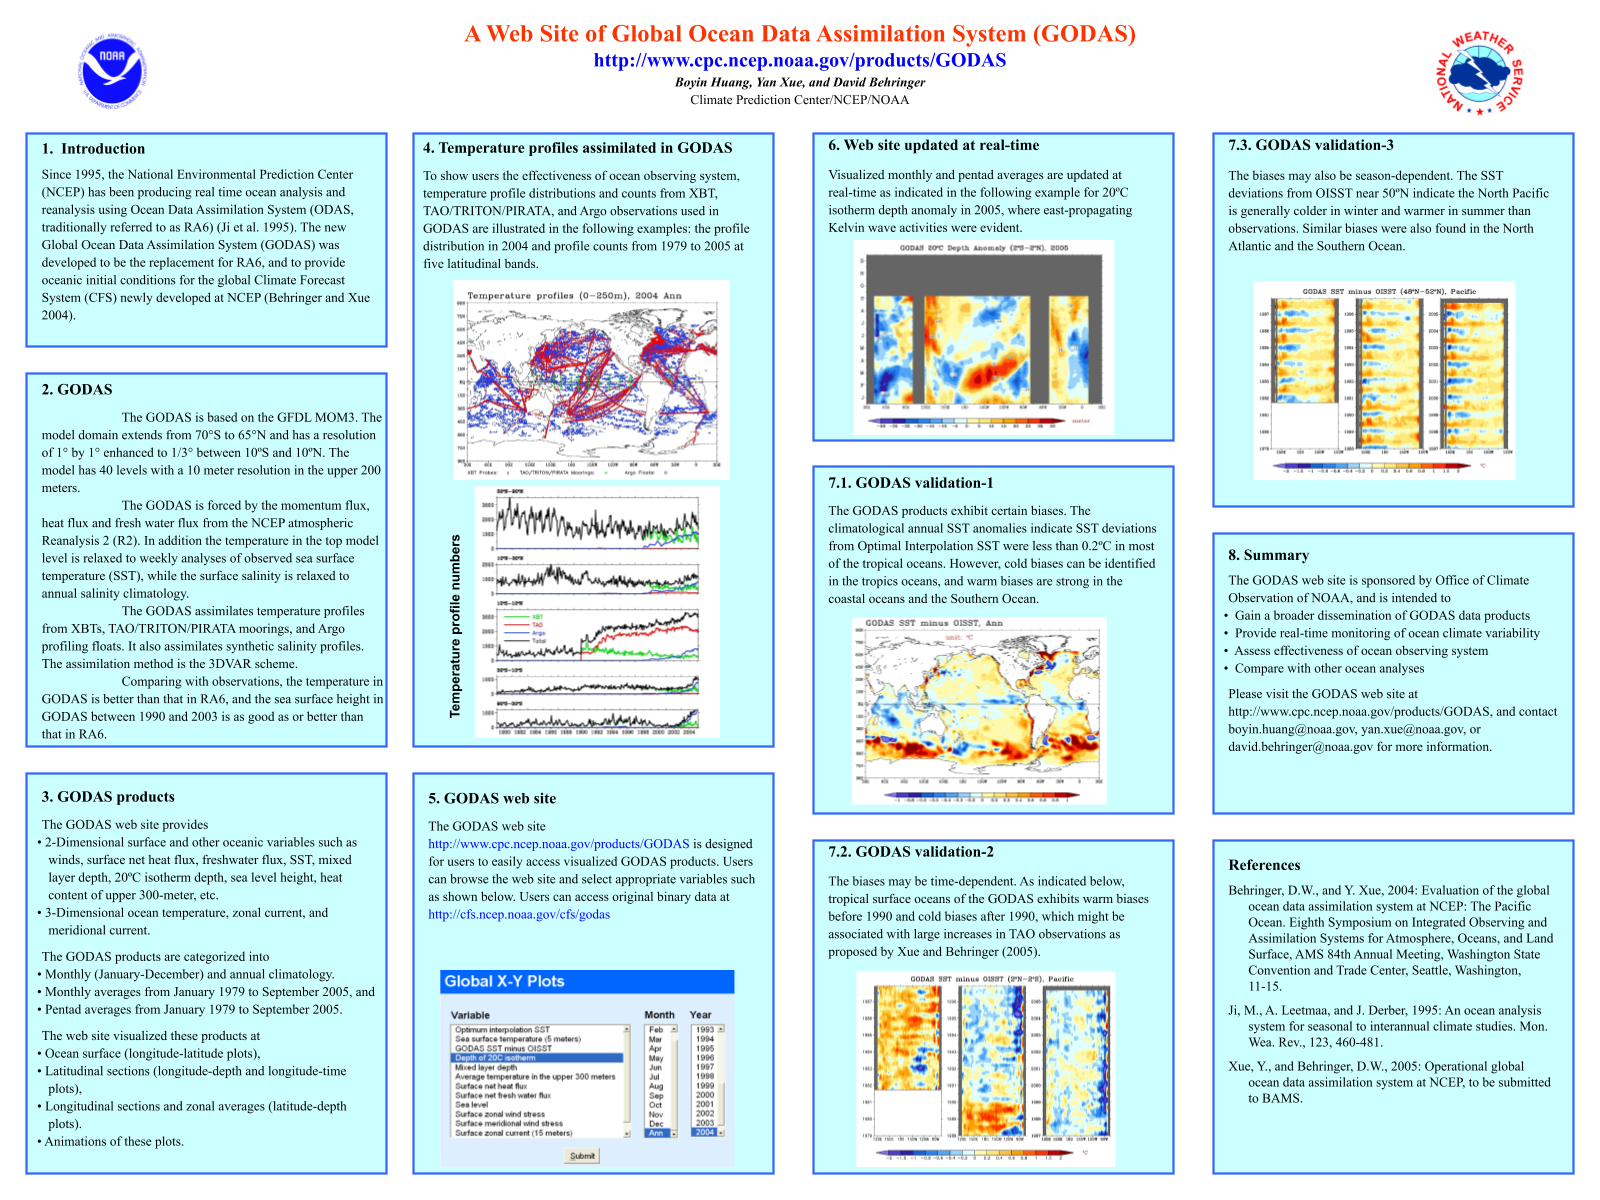 A Web Site of Global Ocean Data Assimilation System (GODAS)
http://www.cpc.ncep.noaa.gov/products/GODAS
Boyin Huang, Yan Xue, and David Behringer
Climate Prediction Center/NCEP/NOAA
NOAA
NATIONAL WEATHER SERVICE
1. Introduction
Since 1995, the National Environmental Prediction Center
(NCEP) has been producing real time ocean analysis and
reanalysis using Ocean Data Assimilation System (ODAS,
traditionally referred to as RA6) (Ji et al. 1995). The new
Global Ocean Data Assimilation System (GODAS) was
developed to be the replacement for RA6, and to provide
oceanic initial conditions for the global Climate Forecast
System (CFS) newly developed at NCEP (Behringer and Xue
2004).
2. GODAS
The GODAS is based on the GFDL MOM3. The
model domain extends from 70°S to 65°N and has a resolution
of 1° by 1° enhanced to 1/3° between 10ºS and 10ºN. The
model has 40 levels with a 10 meter resolution in the upper 200
meters.
The GODAS is forced by the momentum flux,
heat flux and fresh water flux from the NCEP atmospheric
Reanalysis 2 (R2). In addition the temperature in the top model
level is relaxed to weekly analyses of observed sea surface
temperature (SST), while the surface salinity is relaxed to
annual salinity climatology.
The GODAS assimilates temperature profiles
from XBTs, TAO/TRITON/PIRATA moorings, and Argo
profiling floats. It also assimilates synthetic salinity profiles.
The assimilation method is the 3DVAR scheme.
Comparing with observations, the temperature in
GODAS is better than that in RA6, and the sea surface height in
GODAS between 1990 and 2003 is as good as or better than
that in RA6.
3. GODAS products
The GODAS web site provides
• 2-Dimensional surface and other oceanic variables such as
winds, surface net heat flux, freshwater flux, SST, mixed
layer depth, 20ºC isotherm depth, sea level height, heat
content of upper 300-meter, etc.
• 3-Dimensional ocean temperature, zonal current, and
meridional current.
The GODAS products are categorized into
• Monthly (January-December) and annual climatology.
• Monthly averages from January 1979 to September 2005, and
• Pentad averages from January 1979 to September 2005.
The web site visualized these products at
• Ocean surface (longitude-latitude plots),
• Latitudinal sections (longitude-depth and longitude-time
plots),
• Longitudinal sections and zonal averages (latitude-depth
plots).
• Animations of these plots.
4. Temperature profiles assimilated in GODAS
To show users the effectiveness of ocean observing system,
temperature profile distributions and counts from XBT,
TAO/TRITON/PIRATA, and Argo observations used in
GODAS are illustrated in the following examples: the profile
distribution in 2004 and profile counts from 1979 to 2005 at
five latitudinal bands.
Temperature profiles (0-250m), 2004 Ann
XBT Probes: TAO/TRITON/PIRATA Moorings: Argo Floats:
Temperature profile numbers
XBT
TAO
Argo
Total
1980 1982 1984 1986 1988 1990 1992 1994 1996 1998 2000 2002 2004
5. GODAS web site
The GODAS web site
http://www.cpc.ncep.noaa.gov/products/GODAS is designed
for users to easily access visualized GODAS products. Users
can browse the web site and select appropriate variables such
as shown below. Users can access original binary data at
http://cfs.ncep.noaa.gov/cfs/godas
Global X-Y Plots
Variable Month Year
Optimum interpolation SST Feb 1993
Sea surface temperature (5 meters) Mar 1994
GODAS SST minus OISST Apr 1995
Depth of 20C isotherm May 1996
Mixed layer depth Jun 1997
Average temperature in the upper 300 meters Jul 1998
Surface net heat flux Aug 1999
Surface net fresh water flux Sep 2000
Sea level Oct 2001
Surface zonal wind stress Nov 2002
Surface meridional wind stress Dec 2003
Surface zonal current (15 meters) Ann 2004
Submit
6. Web site updated at real-time
Visualized monthly and pentad averages are updated at
real-time as indicated in the following example for 20ºC
isotherm depth anomaly in 2005, where east-propagating
Kelvin wave activities were evident.
GODAS 20°C Depth Anomaly (2°S-2°N), 2005
meter
7.1. GODAS validation-1
The GODAS products exhibit certain biases. The
climatological annual SST anomalies indicate SST deviations
from Optimal Interpolation SST were less than 0.2ºC in most
of the tropical oceans. However, cold biases can be identified
in the tropics oceans, and warm biases are strong in the
coastal oceans and the Southern Ocean.
GODAS SST minus OISST, Ann
unit: °C
7.2. GODAS validation-2
The biases may be time-dependent. As indicated below,
tropical surface oceans of the GODAS exhibits warm biases
before 1990 and cold biases after 1990, which might be
associated with large increases in TAO observations as
proposed by Xue and Behringer (2005).
GODAS SST minus OISST (2°N-2°S), Pacific
°C
7.3. GODAS validation-3
The biases may also be season-dependent. The SST
deviations from OISST near 50ºN indicate the North Pacific
is generally colder in winter and warmer in summer than
observations. Similar biases were also found in the North
Atlantic and the Southern Ocean.
GODAS SST minus OISST (48°N-52°N), Pacific
°C
8. Summary
The GODAS web site is sponsored by Office of Climate
Observation of NOAA, and is intended to
• Gain a broader dissemination of GODAS data products
• Provide real-time monitoring of ocean climate variability
• Assess effectiveness of ocean observing system
• Compare with other ocean analyses
Please visit the GODAS web site at
http://www.cpc.ncep.noaa.gov/products/GODAS, and contact
boyin.huang@noaa.gov, yan.xue@noaa.gov, or
david.behringer@noaa.gov for more information.
References
Behringer, D.W., and Y. Xue, 2004: Evaluation of the global
ocean data assimilation system at NCEP: The Pacific
Ocean. Eighth Symposium on Integrated Observing and
Assimilation Systems for Atmosphere, Oceans, and Land
Surface, AMS 84th Annual Meeting, Washington State
Convention and Trade Center, Seattle, Washington,
11-15.
Ji, M., A. Leetmaa, and J. Derber, 1995: An ocean analysis
system for seasonal to interannual climate studies. Mon.
Wea. Rev., 123, 460-481.
Xue, Y., and Behringer, D.W., 2005: Operational global
ocean data assimilation system at NCEP, to be submitted
to BAMS.